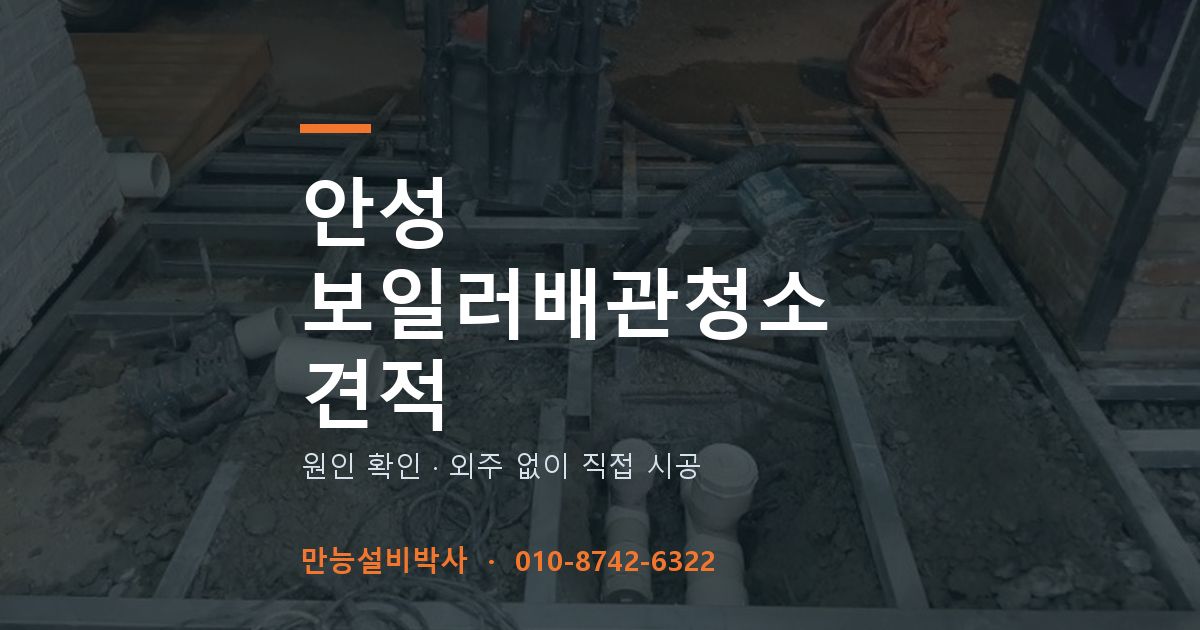 안성
보일러배관청소
견적
원인 확인 · 외주 없이 직접 시공
만능설비박사 · 010-8742-6322